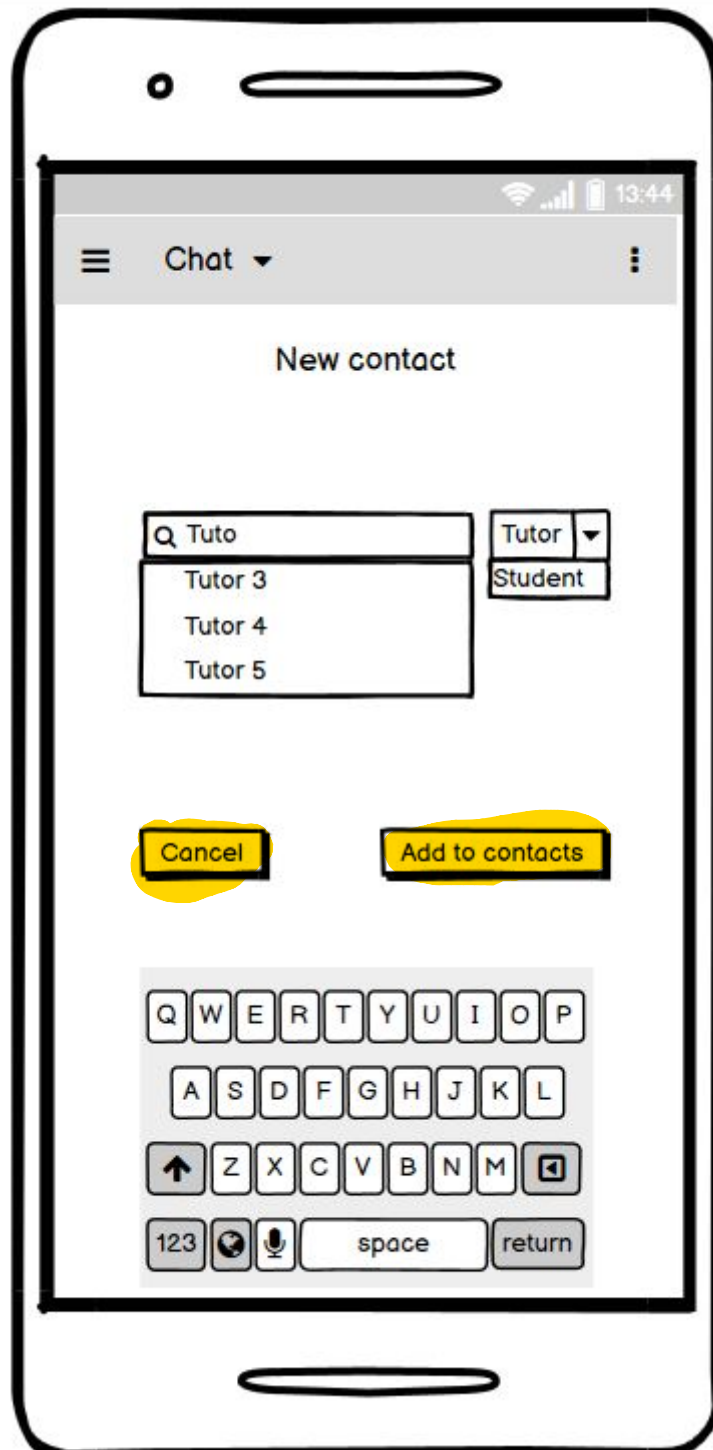 13:44
Chat
New contact
Tuto Tutor
Tutor 3 Student
Tutor 4
Tutor 5
Cancel Add to contacts
Q W E R T Y U I O P
A S D F G H J K L
Z X C V B N M
123 space return